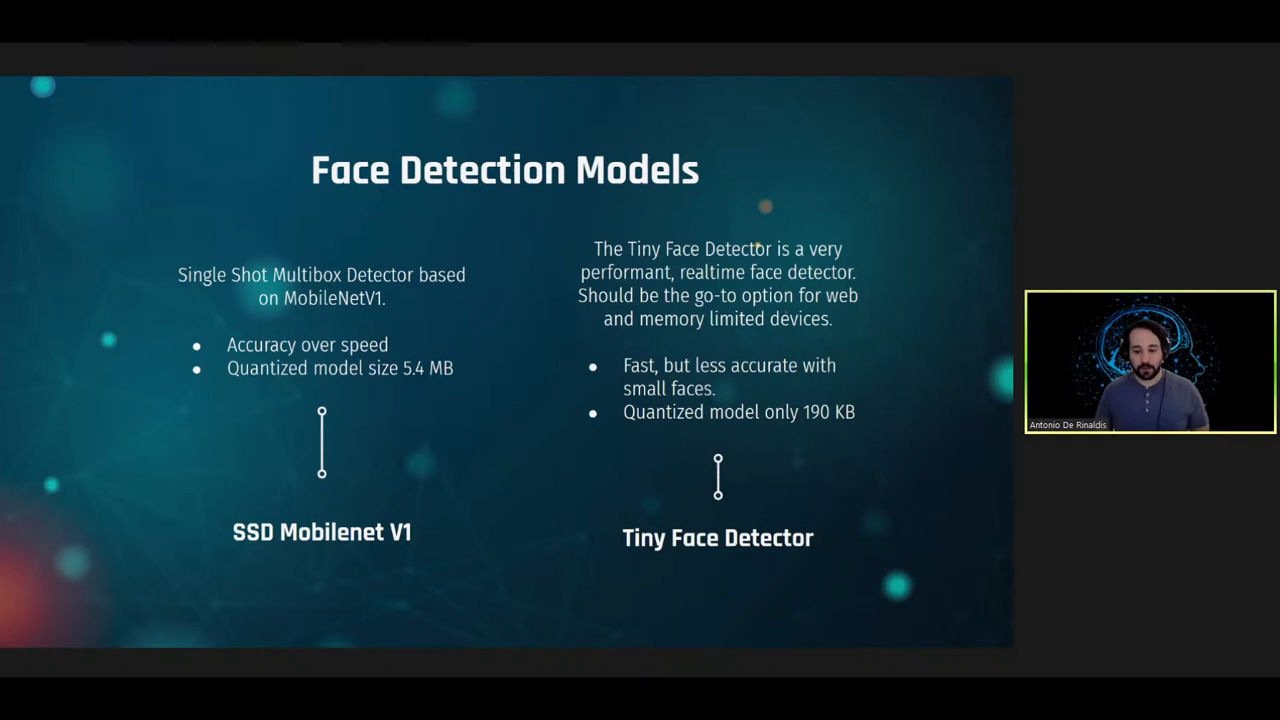 Face Detection Models
Single Shot Multibox Detector based
on MobileNetV1.
● Accuracy over speed
● Quantized model size 5.4 MB
SSD Mobilenet V1
The Tiny Face Detector is a very
performant, realtime face detector.
Should be the go-to option for web
and memory limited devices.
● Fast, but less accurate with
small faces.
● Quantized model only 190 KB
Tiny Face Detector
Antonio De Rinaldis